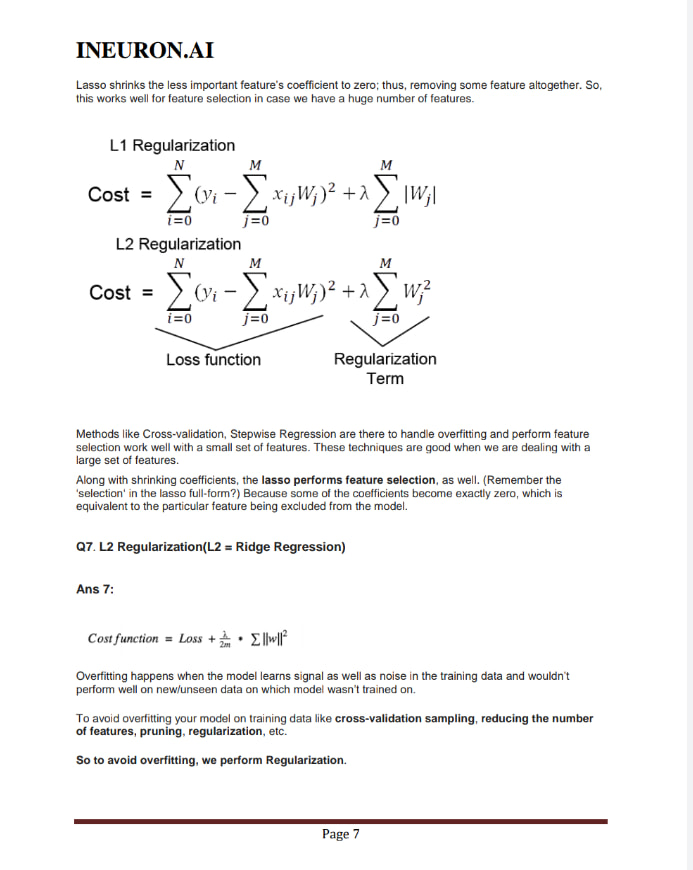 INEURON.AI
Lasso shrinks the less important feature's coefficient to zero; thus, removing some feature altogether. So,
this works well for feature selection in case we have a huge number of features.
L1 Regularization
Cost = \sum_{i=0}^{N} (y_i - \sum_{j=0}^{M} x_{ij} W_j)^2 + \lambda \sum_{j=0}^{M} |W_j|
L2 Regularization
Cost = \sum_{i=0}^{N} (y_i - \sum_{j=0}^{M} x_{ij} W_j)^2 + \lambda \sum_{j=0}^{M} W_j^2
Loss function Regularization
Term
Methods like Cross-validation, Stepwise Regression are there to handle overfitting and perform feature
selection work well with a small set of features. These techniques are good when we are dealing with a
large set of features.
Along with shrinking coefficients, the lasso performs feature selection, as well. (Remember the
'selection' in the lasso full-form?) Because some of the coefficients become exactly zero, which is
equivalent to the particular feature being excluded from the model.
Q7. L2 Regularization(L2 = Ridge Regression)
Ans 7:
Cost function = Loss + \frac{\lambda}{2m} • \sum ||w||^2
Overfitting happens when the model learns signal as well as noise in the training data and wouldn't
perform well on new/unseen data on which model wasn't trained on.
To avoid overfitting your model on training data like cross-validation sampling, reducing the number
of features, pruning, regularization, etc.
So to avoid overfitting, we perform Regularization.
Page 7